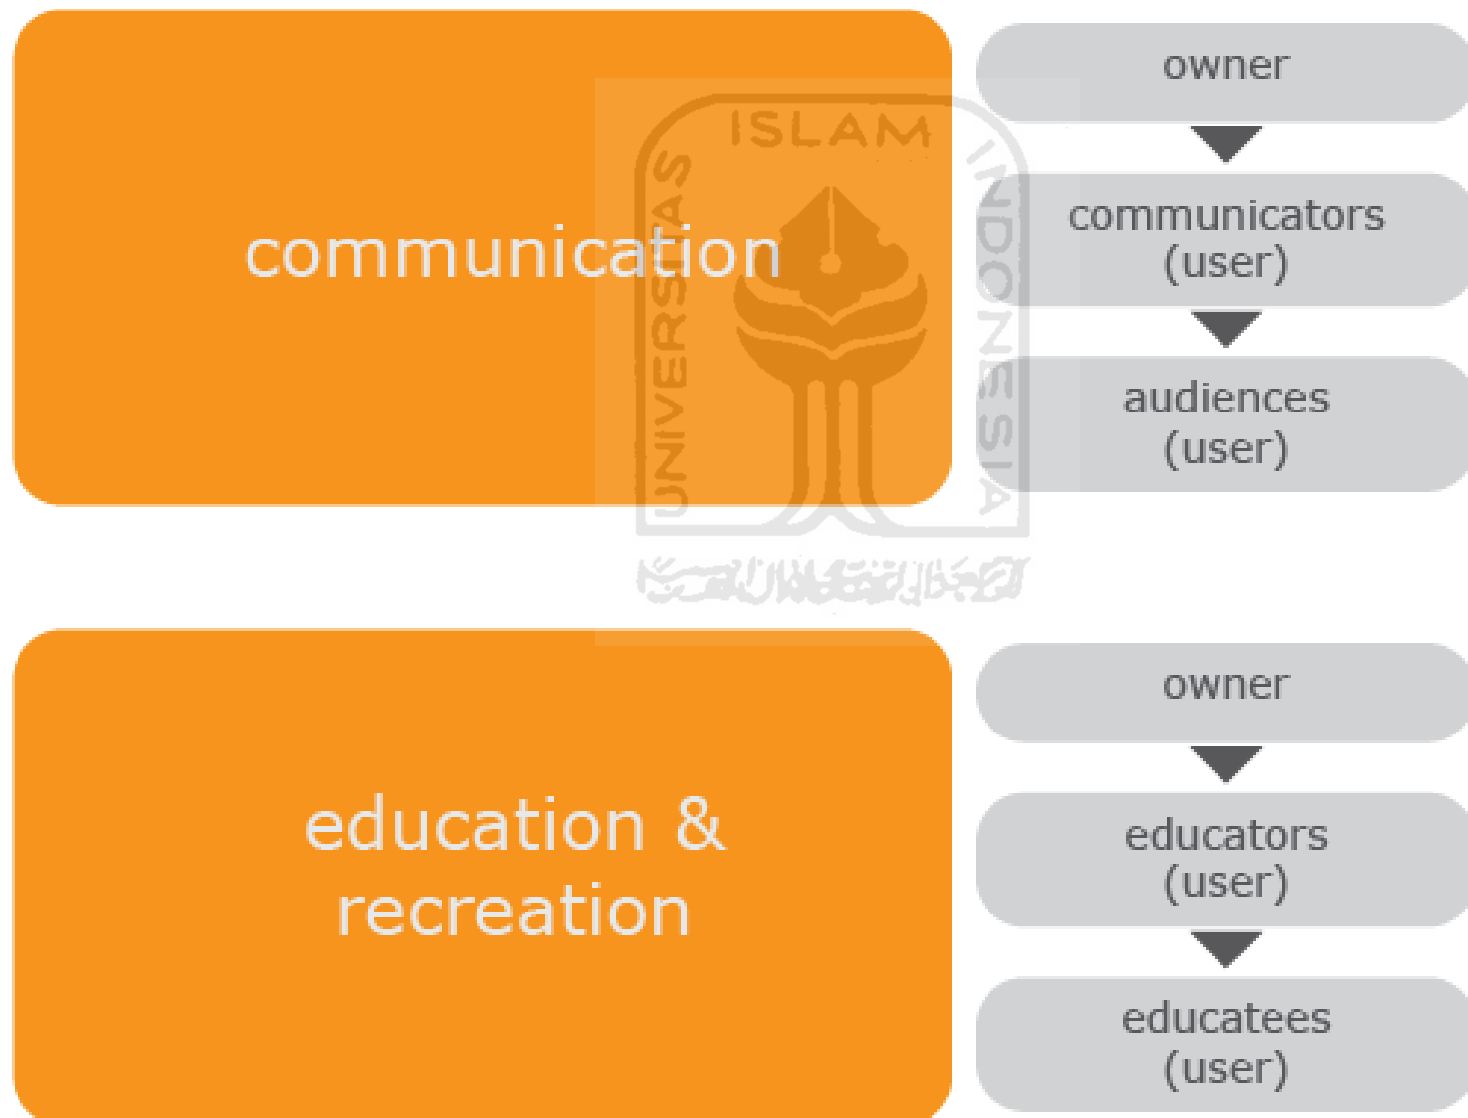 communication
owner
communicators
(user)
audiences
(user)
UNIVERSITAS
ISLAM
INDONESIA
education &
recreation
owner
educators
(user)
educatees
(user)